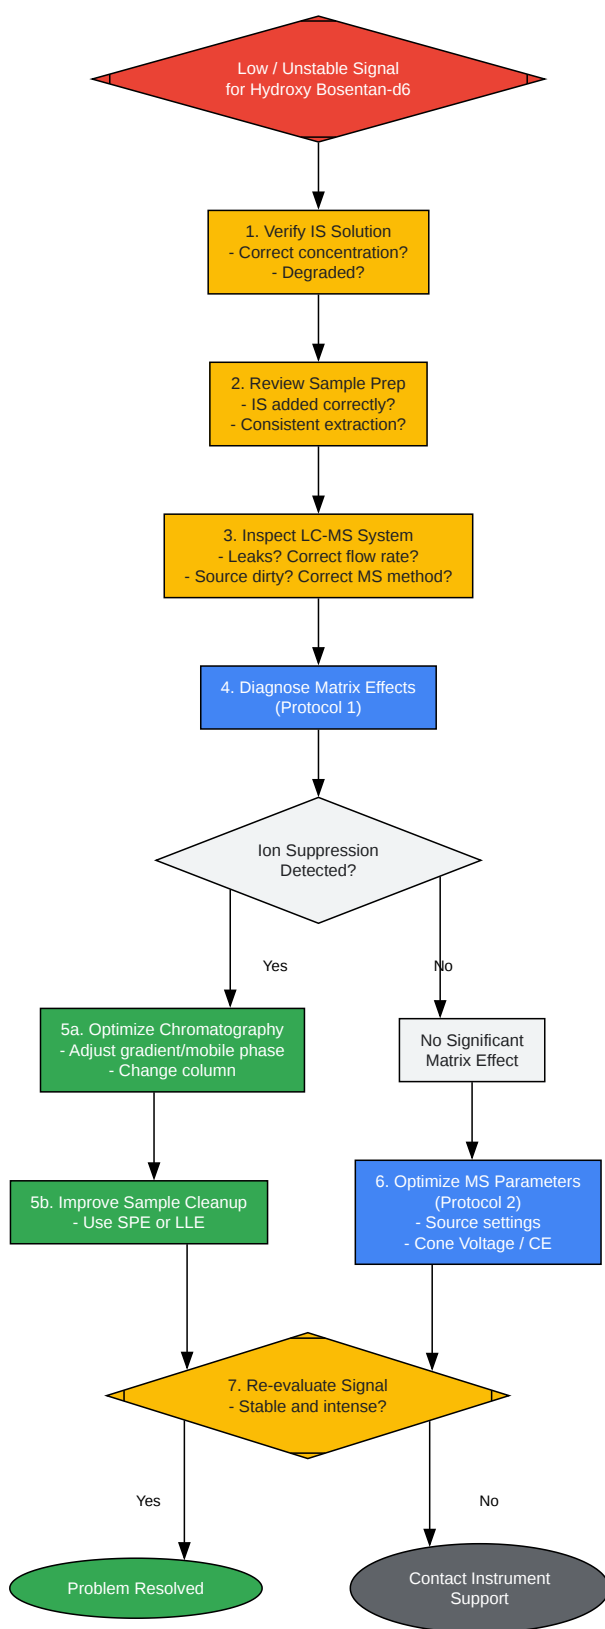 Low / Unstable Signal
for Hydroxy Bosentan-d6
1. Verify IS Solution
- Correct concentration?
- Degraded?
2. Review Sample Prep
- IS added correctly?
- Consistent extraction?
3. Inspect LC-MS System
- Leaks? Correct flow rate?
- Source dirty? Correct MS method?
4. Diagnose Matrix Effects
(Protocol 1)
Ion Suppression
Detected?
Yes
No
5a. Optimize Chromatography
- Adjust gradient/mobile phase
- Change column
No Significant
Matrix Effect
5b. Improve Sample Cleanup
- Use SPE or LLE
6. Optimize MS Parameters
(Protocol 2)
- Source settings
- Cone Voltage / CE
7. Re-evaluate Signal
- Stable and intense?
Yes
No
Problem Resolved
Contact Instrument
Support